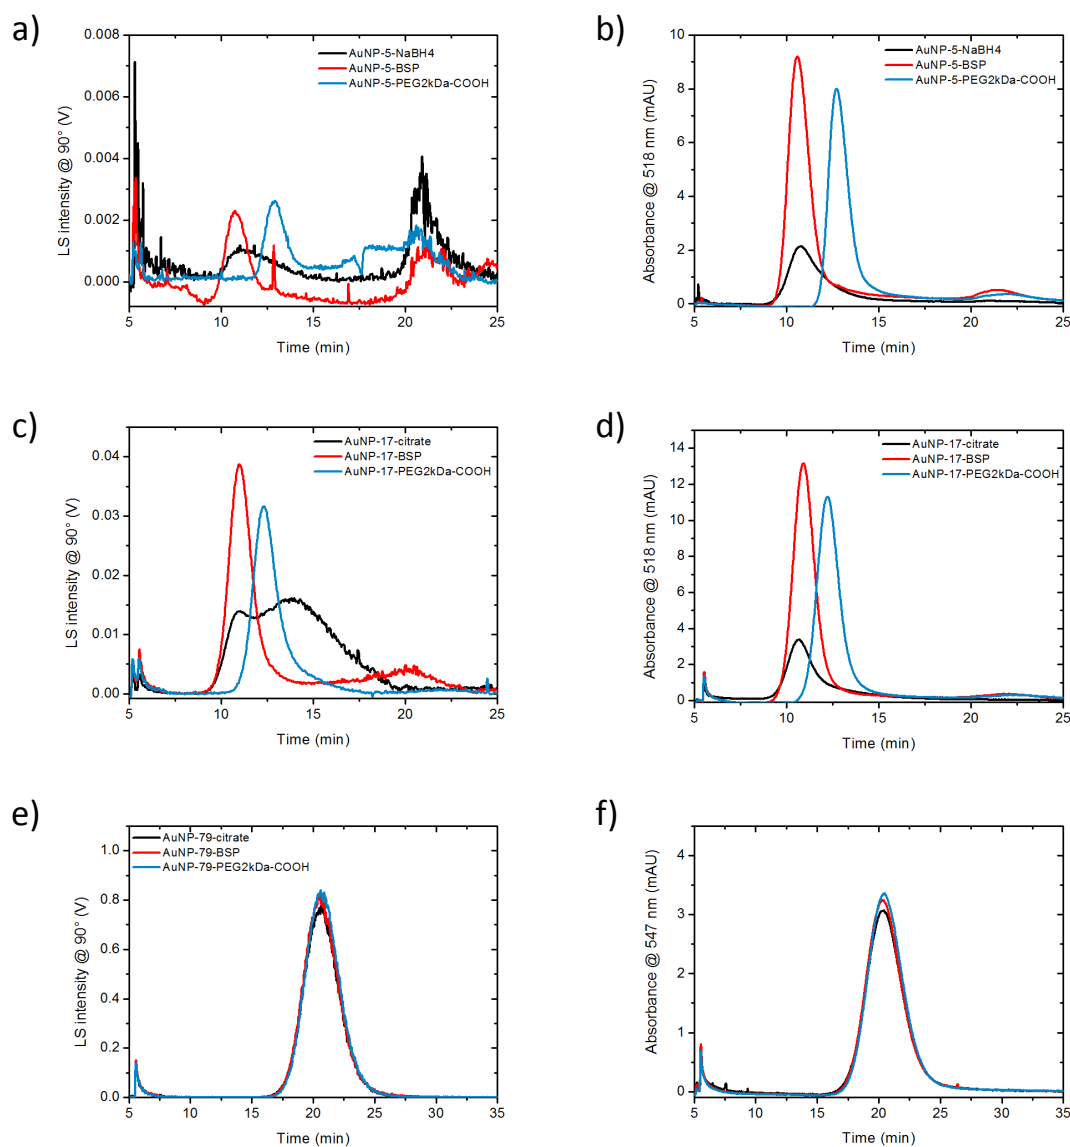 a)
0.008
0.006
0.004
0.002
0.000
LS intensity @ 90° (V)
AuNP-5-NaBH4
AuNP-5-BSP
AuNP-5-PEG2kDa-COOH
5 10 15 20 25
Time (min)
b)
10
8
6
4
2
0
Absorbance @ 518 nm (mAU)
AuNP-5-NaBH4
AuNP-5-BSP
AuNP-5-PEG2kDa-COOH
5 10 15 20 25
Time (min)
c)
0.04
0.03
0.02
0.01
0.00
LS intensity @ 90° (V)
AuNP-17-citrate
AuNP-17-BSP
AuNP-17-PEG2kDa-COOH
5 10 15 20 25
Time (min)
d)
14
12
10
8
6
4
2
0
Absorbance @ 518 nm (mAU)
AuNP-17-citrate
AuNP-17-BSP
AuNP-17-PEG2kDa-COOH
5 10 15 20 25
Time (min)
e)
1.0
0.8
0.6
0.4
0.2
0.0
LS intensity @ 90° (V)
AuNP-79-citrate
AuNP-79-BSP
AuNP-79-PEG2kDa-COOH
5 10 15 20 25 30 35
Time (min)
f)
4
3
2
1
0
Absorbance @ 547 nm (mAU)
5 10 15 20 25 30 35
Time (min)